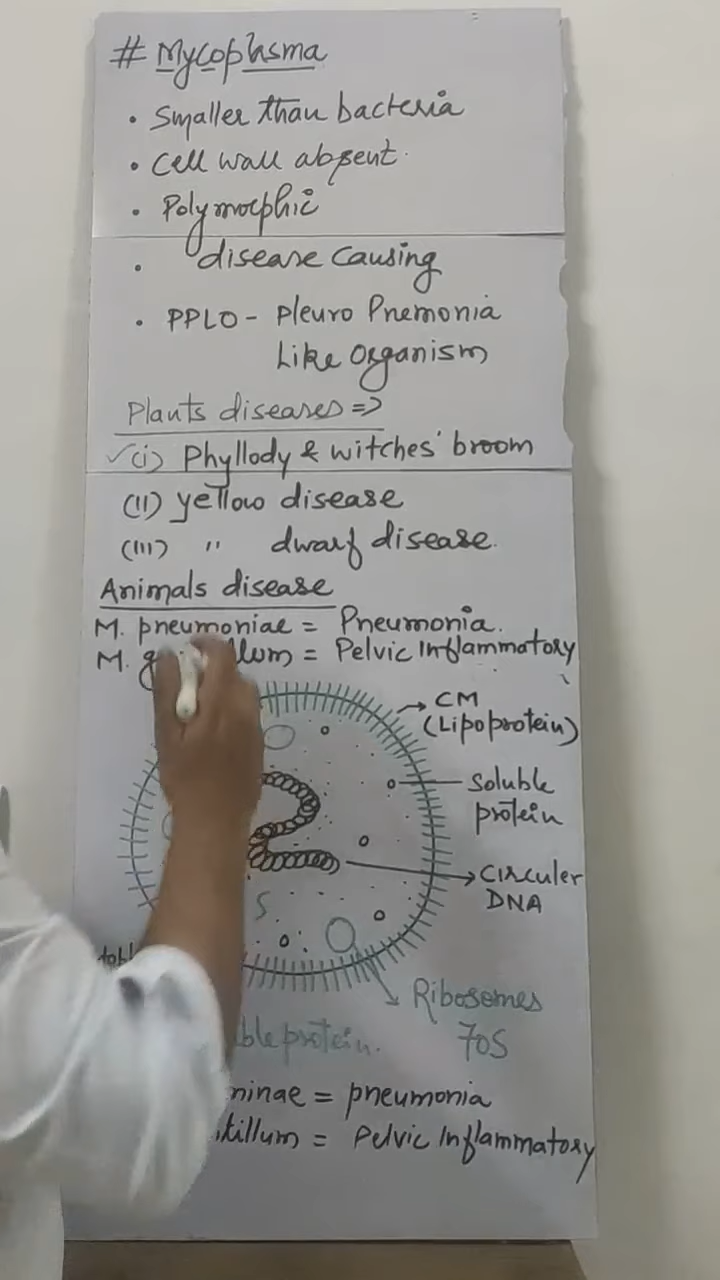 # Mycoplasma
• Smaller than bacteria
• Cell wall absent.
• Polymorphic
• disease causing
• PPLO - Pleuro Pnemonia
Like Organism
Plants diseases =>
✓(i) Phyllody & witches' broom
(II) yellow disease
(III) " dwarf disease.
Animals disease
M. pneumoniae = Pneumonia.
M. = Pelvic Inflammatory
CM
(Lipoprotein)
Soluble
protein
Circuler
DNA
S
Ribosomes
70S
protein.
= pneumonia
= Pelvic Inflammatory